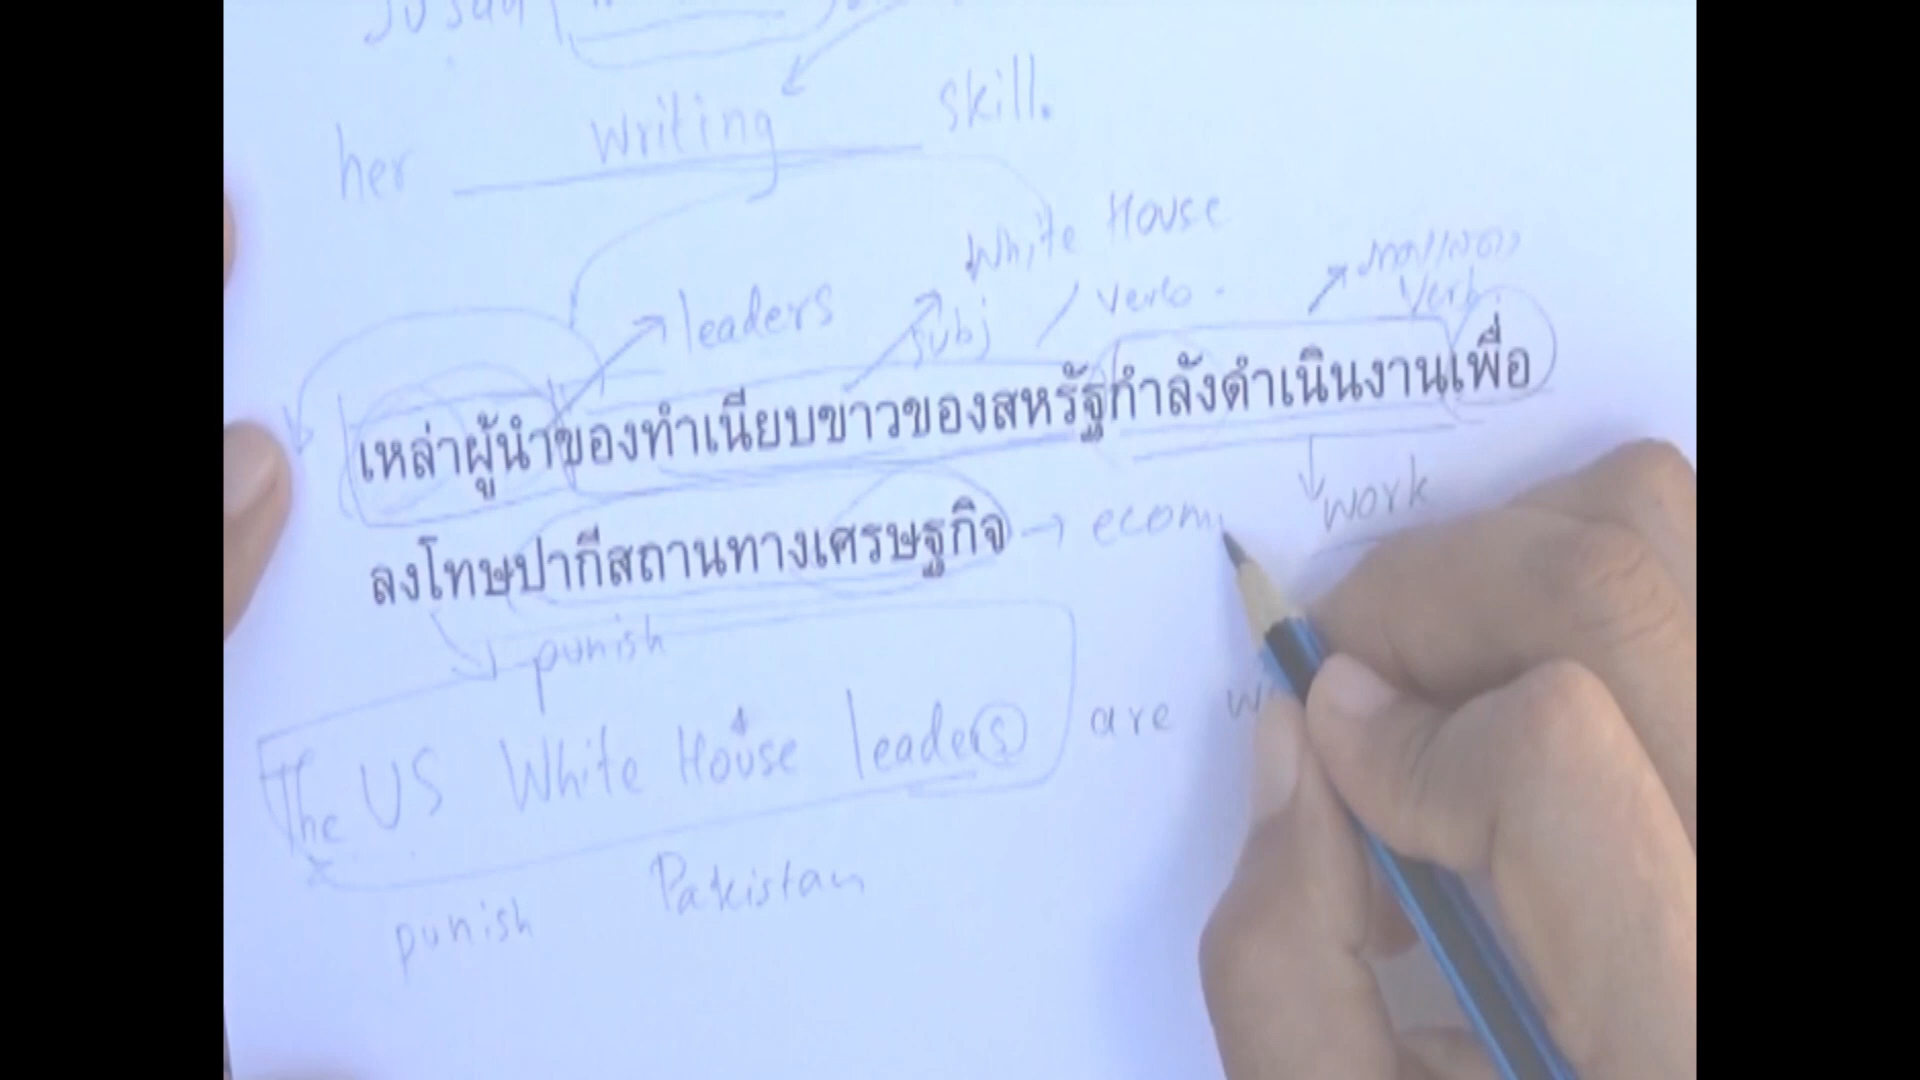 her writing skill.
White House
leaders subj / verb verb
เหล่าผู้นำของทำเนียบขาวของสหรัฐกำลังดำเนินงานเพื่อ
work
ลงโทษปากีสถานทางเศรษฐกิจ → econ
punish
The US White House leaders are w
punish Pakistan